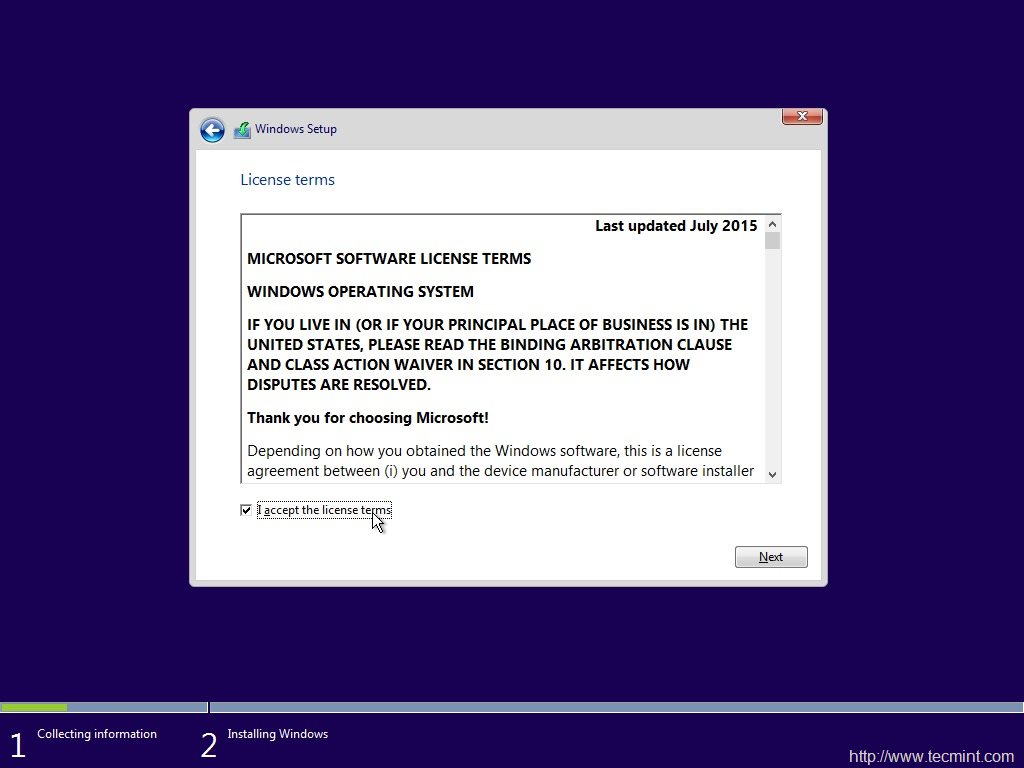 Windows Setup
License terms
Last updated July 2015
MICROSOFT SOFTWARE LICENSE TERMS
WINDOWS OPERATING SYSTEM
IF YOU LIVE IN (OR IF YOUR PRINCIPAL PLACE OF BUSINESS IS IN) THE
UNITED STATES, PLEASE READ THE BINDING ARBITRATION CLAUSE
AND CLASS ACTION WAIVER IN SECTION 10. IT AFFECTS HOW
DISPUTES ARE RESOLVED.
Thank you for choosing Microsoft!
Depending on how you obtained the Windows software, this is a license
agreement between (i) you and the device manufacturer or software installer
I accept the license terms
Next
1 Collecting information
2 Installing Windows
http://www.tecmint.com